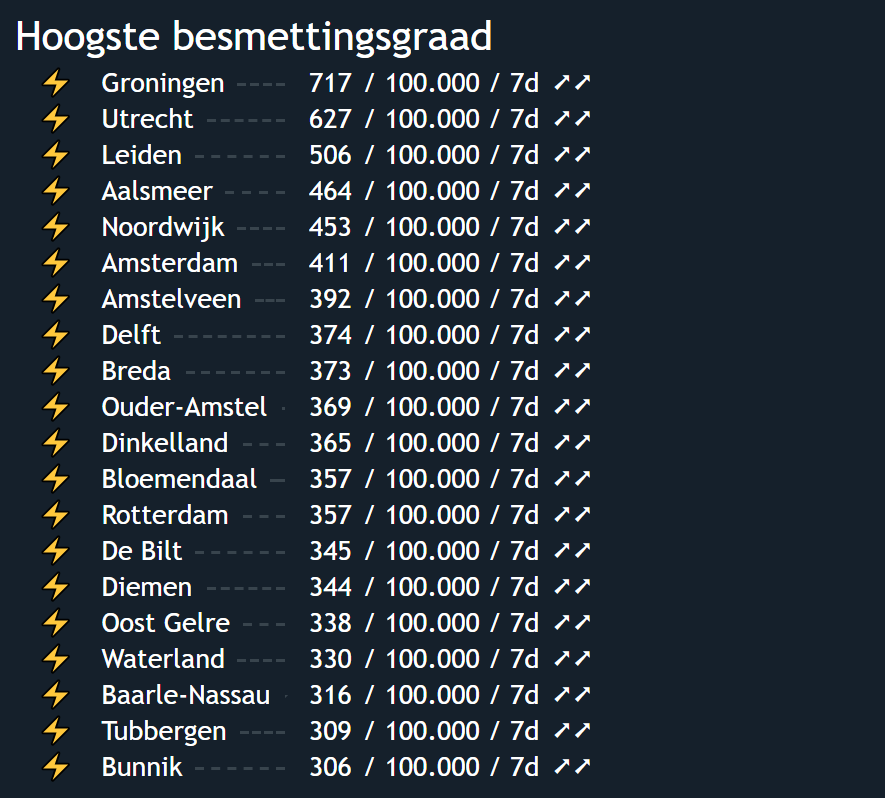 Hoogste besmettingsgraad
⚡ Groningen ---- 717 / 100.000 / 7d ➚➚
⚡ Utrecht ------ 627 / 100.000 / 7d ➚➚
⚡ Leiden ------- 506 / 100.000 / 7d ➚➚
⚡ Aalsmeer ---- 464 / 100.000 / 7d ➚➚
⚡ Noordwijk ---- 453 / 100.000 / 7d ➚➚
⚡ Amsterdam --- 411 / 100.000 / 7d ➚➚
⚡ Amstelveen --- 392 / 100.000 / 7d ➚➚
⚡ Delft -------- 374 / 100.000 / 7d ➚➚
⚡ Breda ------- 373 / 100.000 / 7d ➚➚
⚡ Ouder-Amstel - 369 / 100.000 / 7d ➚➚
⚡ Dinkelland --- 365 / 100.000 / 7d ➚➚
⚡ Bloemendaal -- 357 / 100.000 / 7d ➚➚
⚡ Rotterdam --- 357 / 100.000 / 7d ➚➚
⚡ De Bilt ------ 345 / 100.000 / 7d ➚➚
⚡ Diemen ------ 344 / 100.000 / 7d ➚➚
⚡ Oost Gelre --- 338 / 100.000 / 7d ➚➚
⚡ Waterland ---- 330 / 100.000 / 7d ➚➚
⚡ Baarle-Nassau - 316 / 100.000 / 7d ➚➚
⚡ Tubbergen ---- 309 / 100.000 / 7d ➚➚
⚡ Bunnik ------ 306 / 100.000 / 7d ➚➚